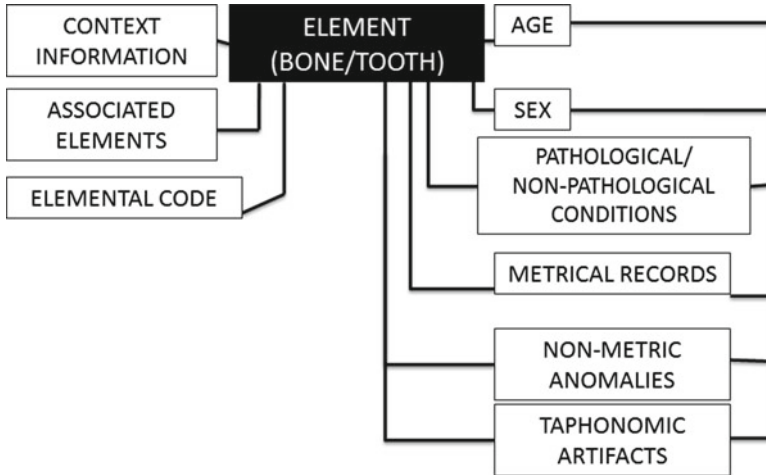 CONTEXT
INFORMATION
ELEMENT
(BONE/TOOTH)
AGE
ASSOCIATED
ELEMENTS
SEX
ELEMENTAL CODE
PATHOLOGICAL/
NON-PATHOLOGICAL
CONDITIONS
METRICAL RECORDS
NON-METRIC
ANOMALIES
TAPHONOMIC
ARTIFACTS